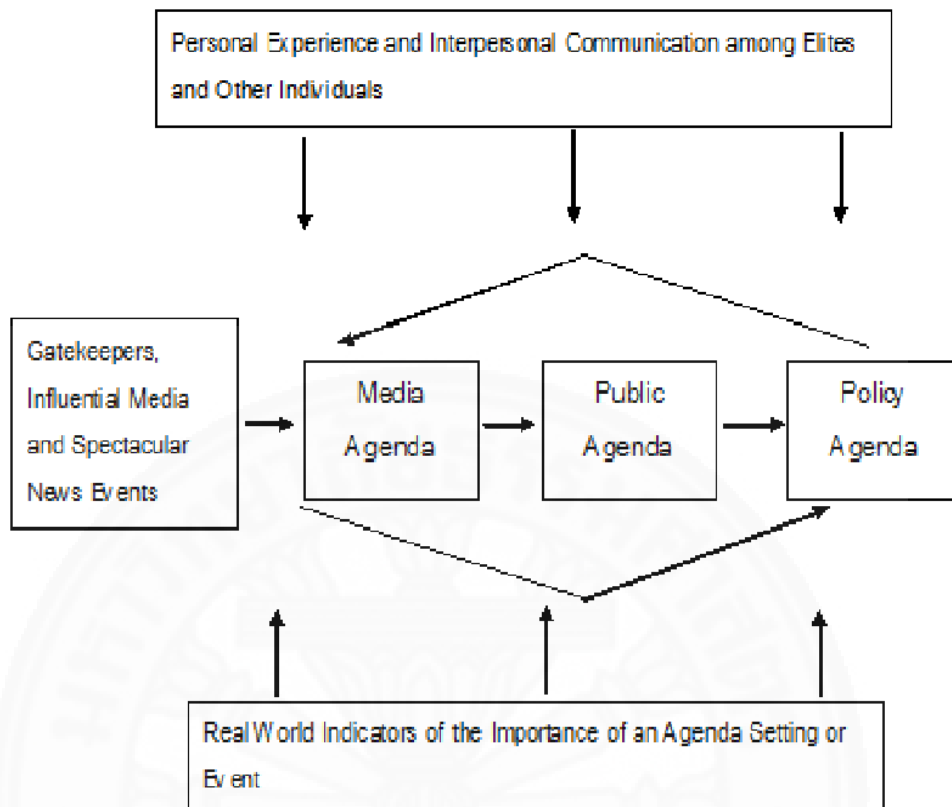 Personal Experience and Interpersonal Communication among Elites
and Other Individuals
Gatekeepers,
Influential Media
and Spectacular
News Events
Media
Agenda
Public
Agenda
Policy
Agenda
Real World Indicators of the Importance of an Agenda Setting or
Event